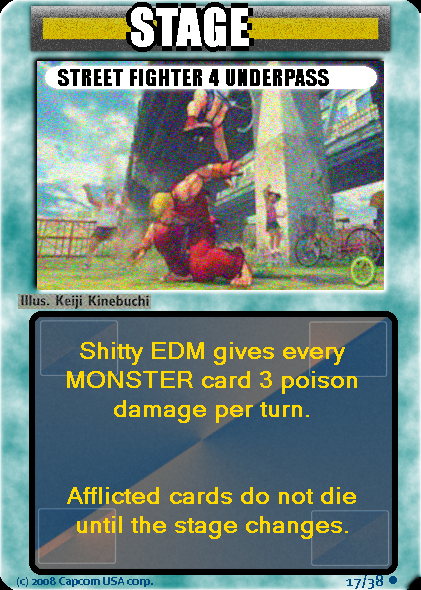 STAGE
STREET FIGHTER 4 UNDERPASS
Illus. Keiji Kinebuchi
Shitty EDM gives every
MONSTER card 3 poison
damage per turn.
Afflicted cards do not die
until the stage changes.
(c) 2008 Capcom USA corp.
17/38 ●